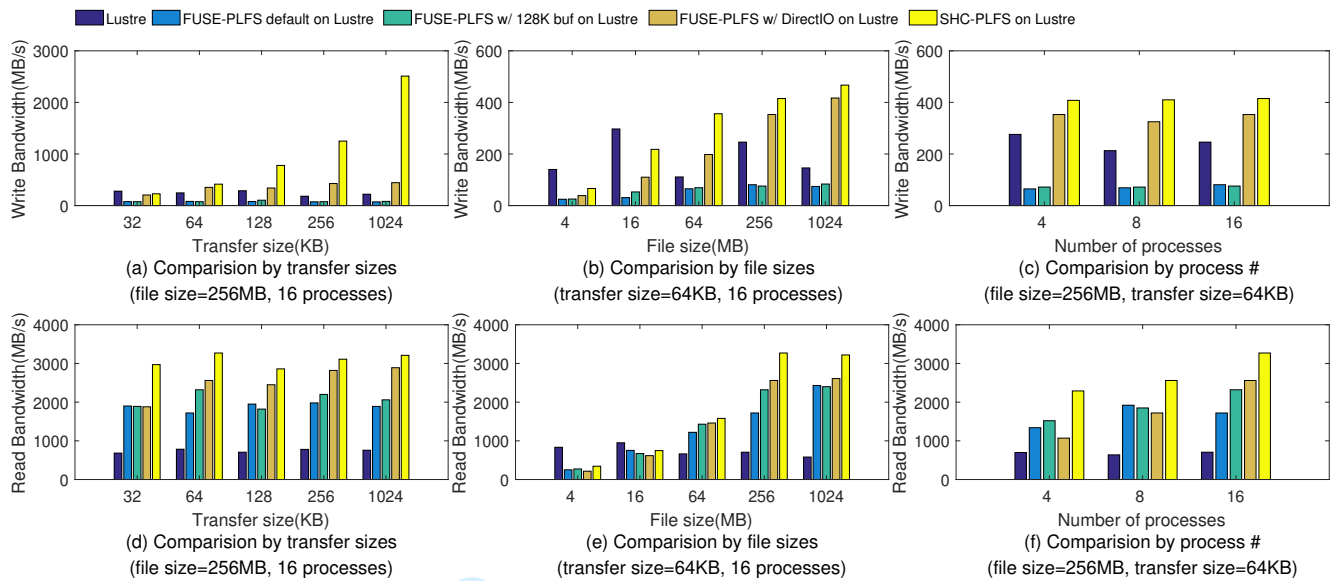 Lustre FUSE-PLFS default on Lustre FUSE-PLFS w/ 128K buf on Lustre FUSE-PLFS w/ DirectIO on Lustre SHC-PLFS on Lustre
Write Bandwidth(MB/s)
3000
2000
1000
0
32 64 128 256 1024
Transfer size(KB)
(a) Comparision by transfer sizes
(file size=256MB, 16 processes)
Write Bandwidth(MB/s)
600
400
200
0
4 16 64 256 1024
File size(MB)
(b) Comparision by file sizes
(transfer size=64KB, 16 processes)
Write Bandwidth(MB/s)
600
400
200
0
4 8 16
Number of processes
(c) Comparision by process #
(file size=256MB, transfer size=64KB)
Read Bandwidth(MB/s)
4000
3000
2000
1000
0
32 64 128 256 1024
Transfer size(KB)
(d) Comparision by transfer sizes
(file size=256MB, 16 processes)
Read Bandwidth(MB/s)
4000
3000
2000
1000
0
4 16 64 256 1024
File size(MB)
(e) Comparision by file sizes
(transfer size=64KB, 16 processes)
Read Bandwidth(MB/s)
4000
3000
2000
1000
0
4 8 16
Number of processes
(f) Comparision by process #
(file size=256MB, transfer size=64KB)